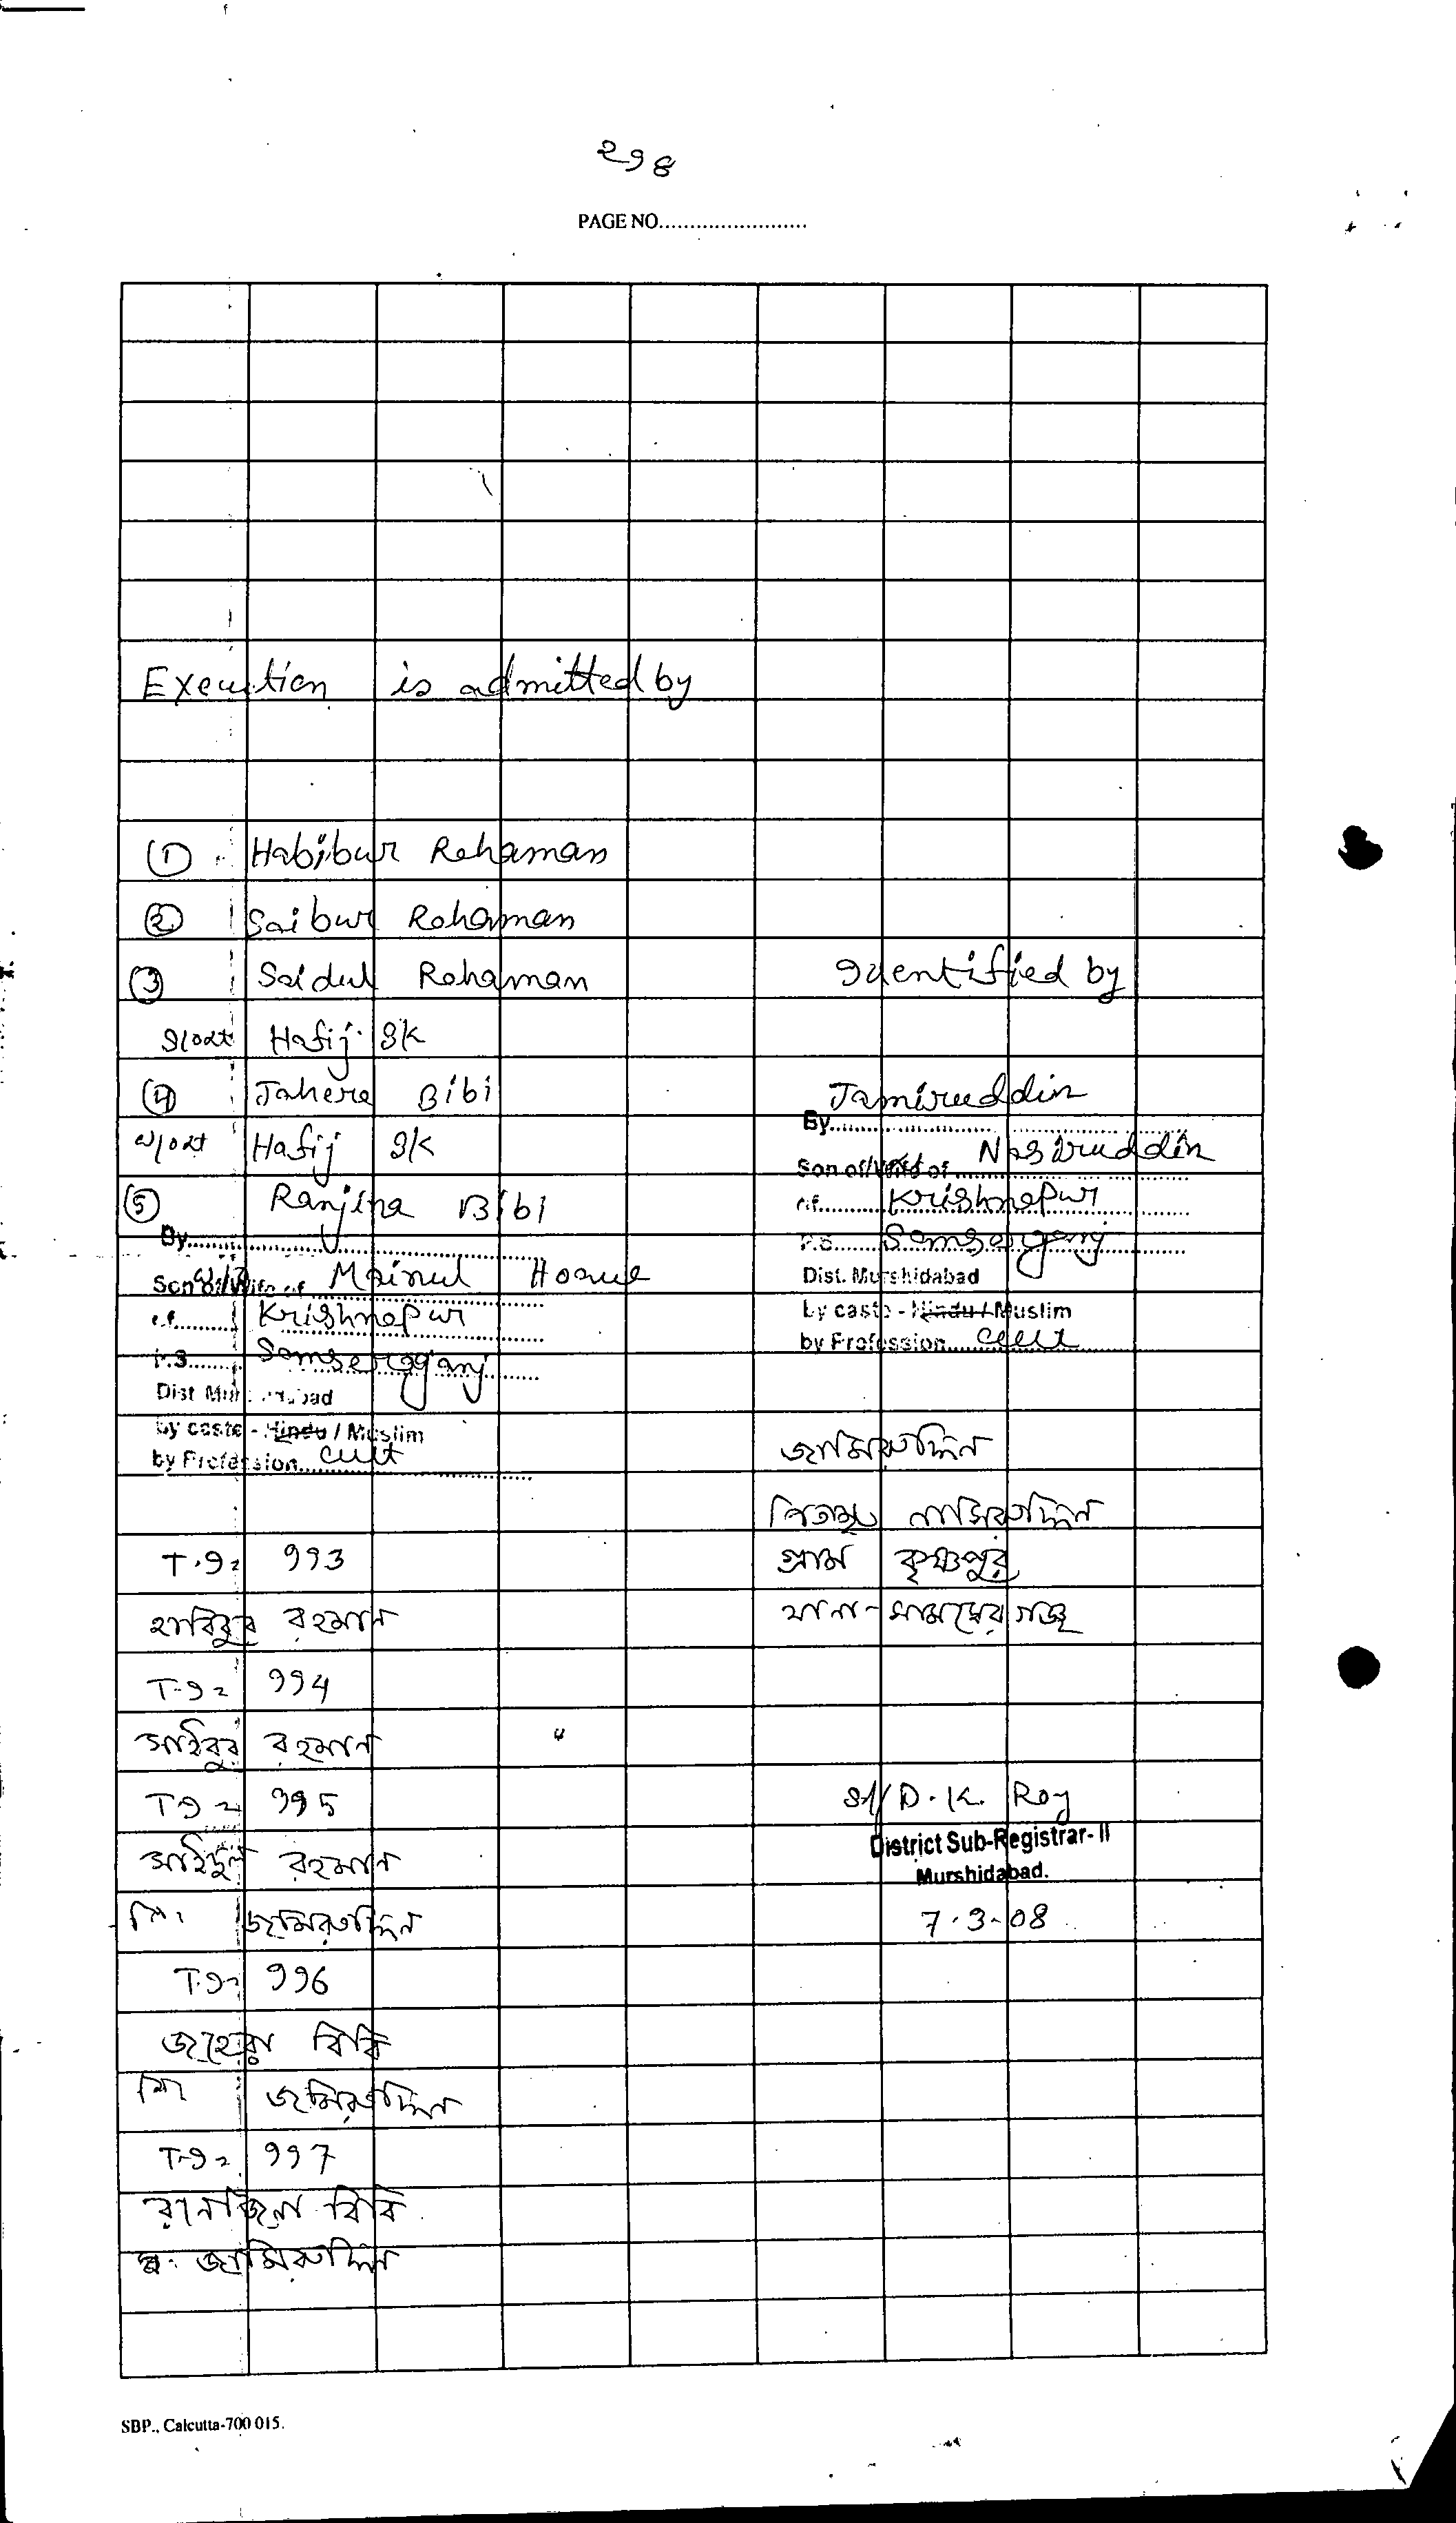 ২৭৪
PAGE NO..........................
Execution is admitted by
① Habibur Rahaman
② Saibur Rahaman
③ Saidul Rahaman
S/o Lt Hafij Sk
④ Jahera Bibi
W/o Lt Hafij Sk
⑤ Ranjina Bibi
By
Son of/Wife of Mainul Hoque
of Krishnapur
P.S. Samserganj
Dist. Murshidabad
by caste - Hindu / Muslim
by Profession Cult
Identified by
Jamiruddin
By
Son of/Wife of Nasiruddin
of Krishnapur
P.S. Samserganj
Dist. Murshidabad
by caste - Hindu / Muslim
by Profession Cult
জামিরুদ্দিন
পিতামৃ নাসিরুদ্দিন
গ্রাম কৃষ্ণপুর
থানা - সামসেরগঞ্জ
T.I. 993
হাবিবুর রহমান
T.I. 994
সাইবুর রহমান
T.I. 995
সাইদুল রহমান
নি। জামিরুদ্দিন
T.I. 996
জাহেরা বিবি
নি। জামিরুদ্দিন
T.I. 997
রানজিনা বিবি
জামিরুদ্দিন
Sd/ D. K. Roy
District Sub-Registrar- II
Murshidabad.
7.3-08
SBP., Calcutta-700 015.